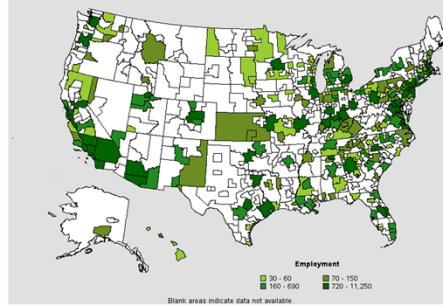 Employment
30 - 60
70 - 150
160 - 690
720 - 11,250
Blank areas indicate data not available.